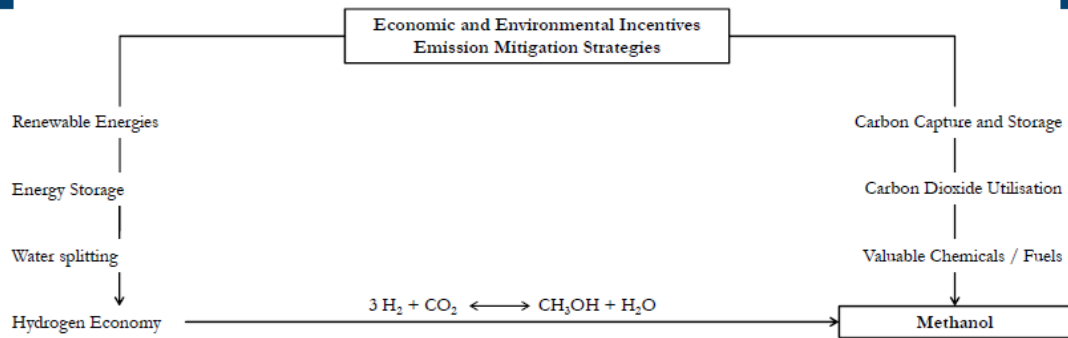 Economic and Environmental Incentives
Emission Mitigation Strategies
Renewable Energies
Carbon Capture and Storage
Energy Storage
Carbon Dioxide Utilisation
Water splitting
Valuable Chemicals / Fuels
3 H₂ + CO₂ ⟷ CH₃OH + H₂O
Hydrogen Economy
Methanol